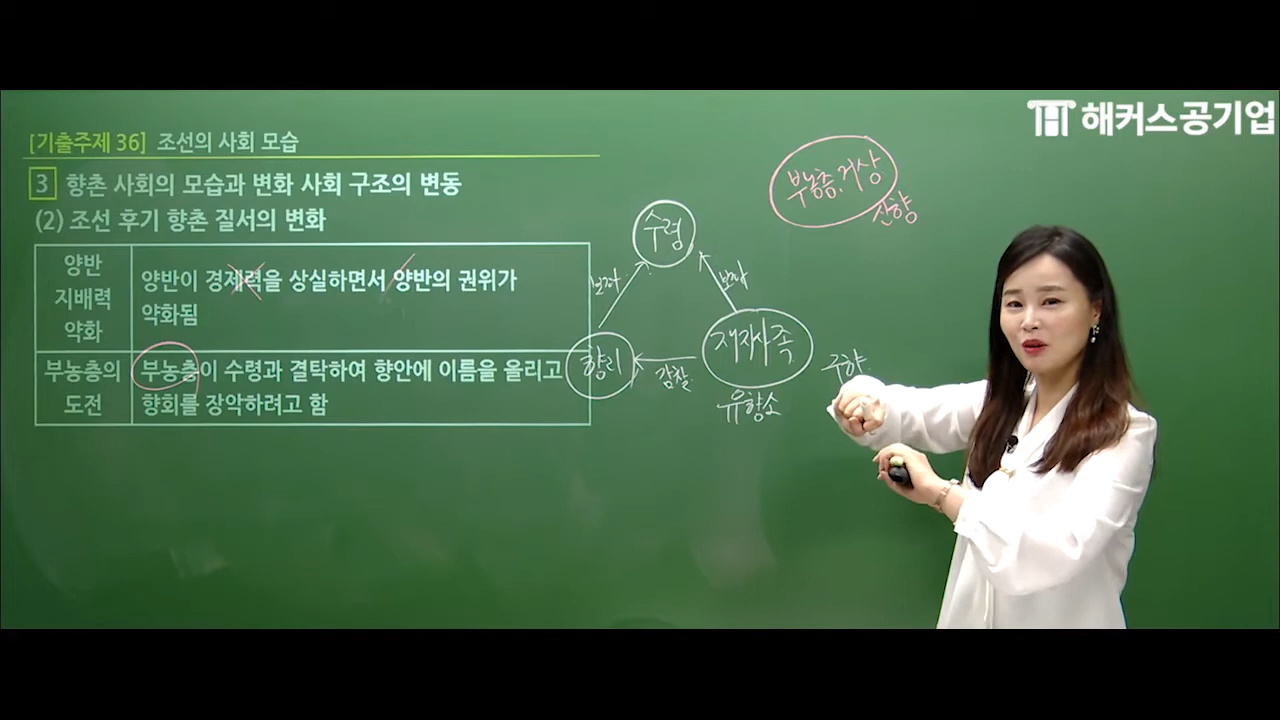 해커스공기업
[기출주제 36] 조선의 사회 모습
3 향촌 사회의 모습과 변화 사회 구조의 변동
(2) 조선 후기 향촌 질서의 변화
양반
지배력
약화
양반이 경제력을 상실하면서 양반의 권위가
약화됨
부농층의
도전
부농층이 수령과 결탁하여 향안에 이름을 올리고
향회를 장악하려고 함
부농층, 거상
신향
수령
보좌
보좌
향리
감찰
재지사족
유향소
구향